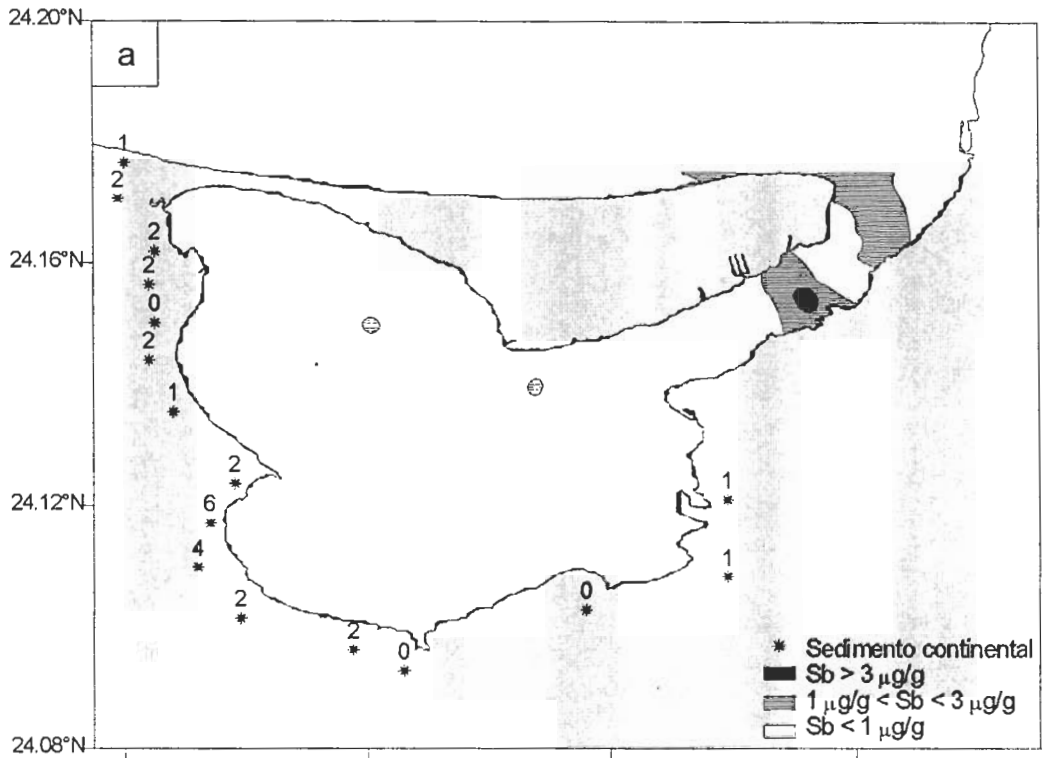 24.20°N
a
1
2
2
24.16°N
2
0
2
1
2
24.12°N
1
6
4
1
0
2
2
0
* Sedimento continental
Sb > 3 µg/g
1 µg/g < Sb < 3 µg/g
Sb < 1 µg/g
24.08°N